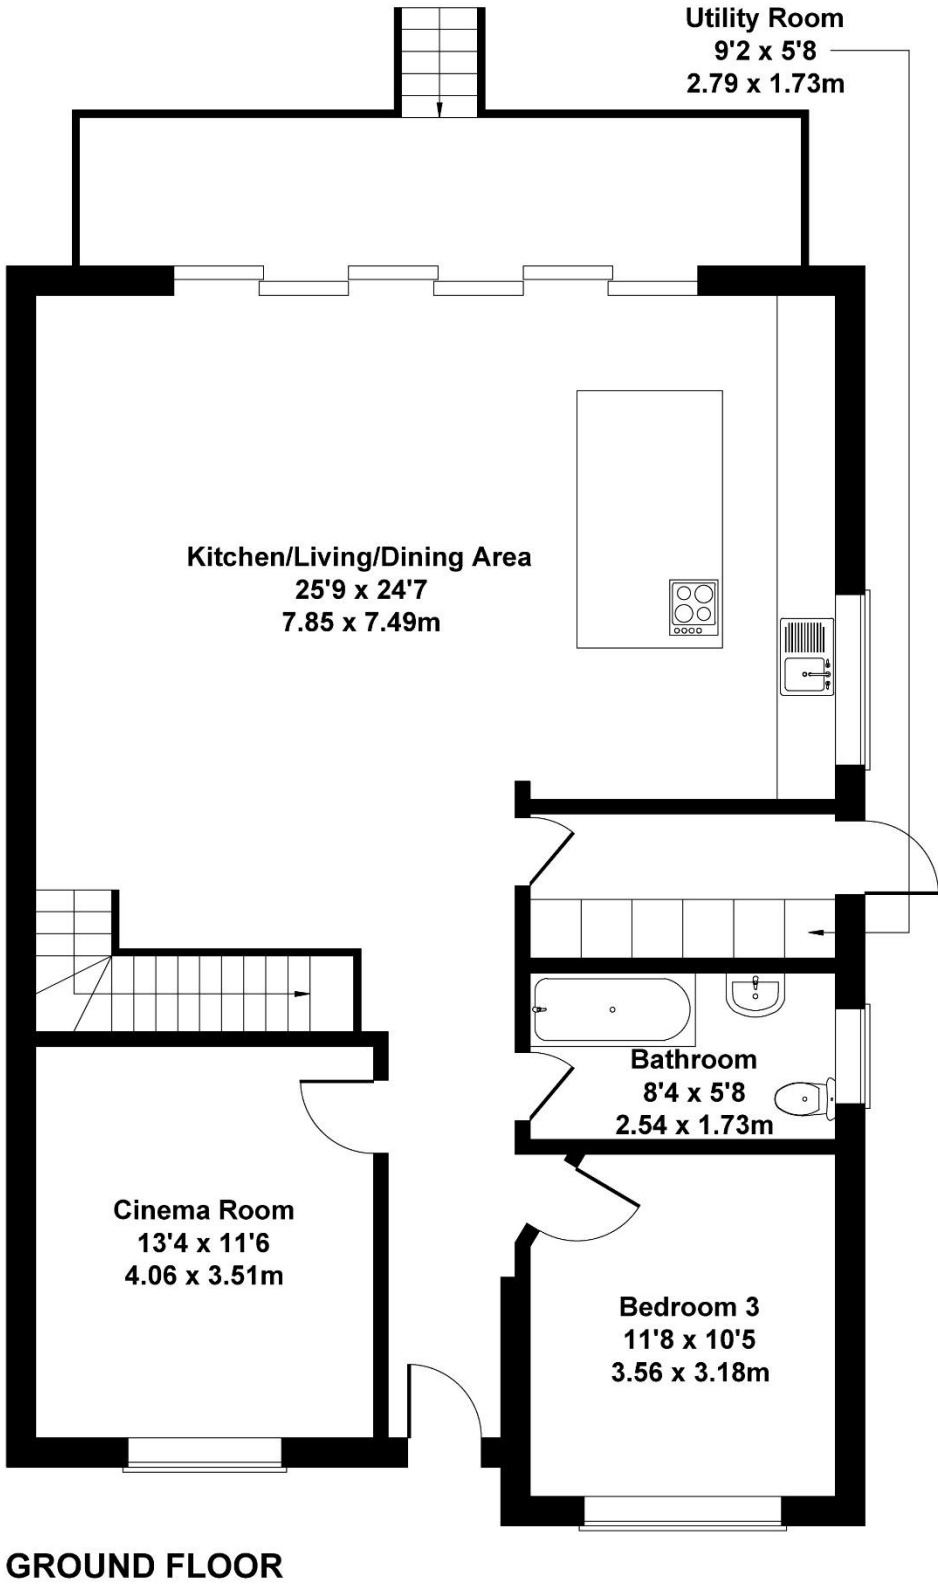 Utility Room
9'2 x 5'8
2.79 x 1.73m
Kitchen/Living/Dining Area
25'9 x 24'7
7.85 x 7.49m
Bathroom
8'4 x 5'8
2.54 x 1.73m
Cinema Room
13'4 x 11'6
4.06 x 3.51m
Bedroom 3
11'8 x 10'5
3.56 x 3.18m
GROUND FLOOR